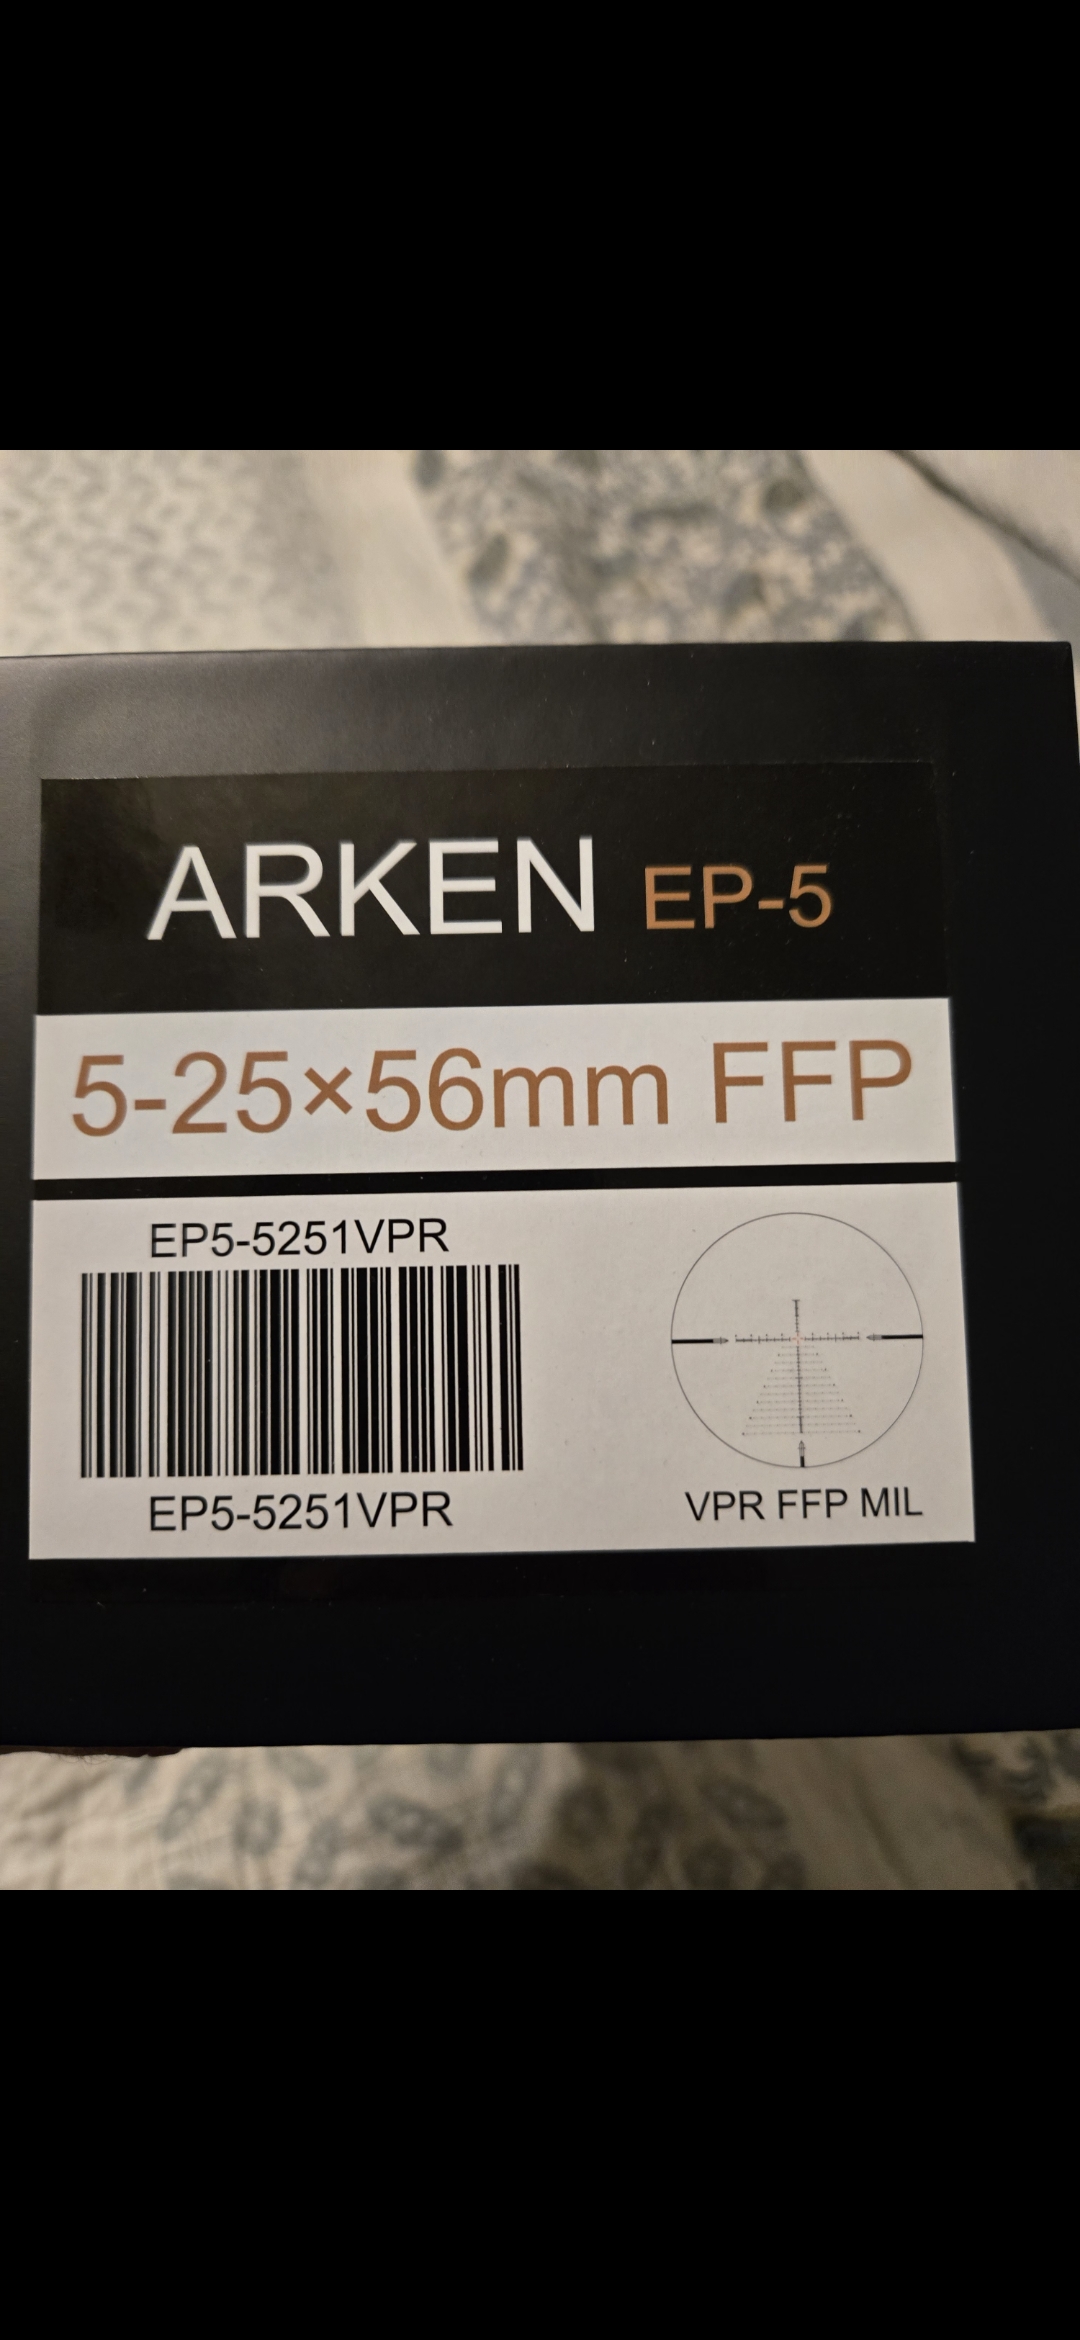 ARKEN EP-5
5-25×56mm FFP
EP5-5251VPR
EP5-5251VPR
VPR FFP MIL